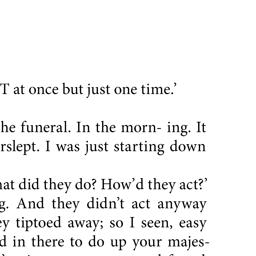 T at once but just one time.’
he funeral. In the morn- ing. It
rslept. I was just starting down
at did they do? How’d they act?’
g. And they didn’t act anyway
ey tiptoed away; so I seen, easy
d in there to do up your majes-